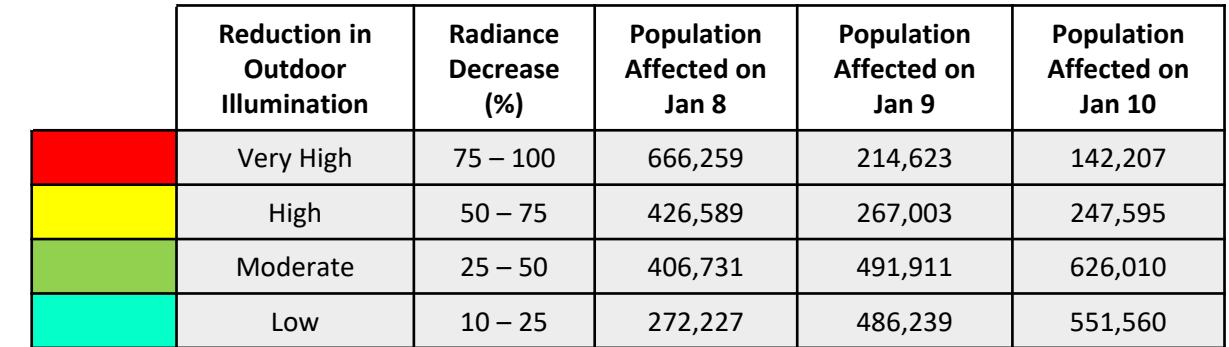 Reduction in Outdoor Illumination Radiance Decrease (%) Population Affected on Jan 8 Population Affected on Jan 9 Population Affected on Jan 10
Very High 75 – 100 666,259 214,623 142,207
High 50 – 75 426,589 267,003 247,595
Moderate 25 – 50 406,731 491,911 626,010
Low 10 – 25 272,227 486,239 551,560